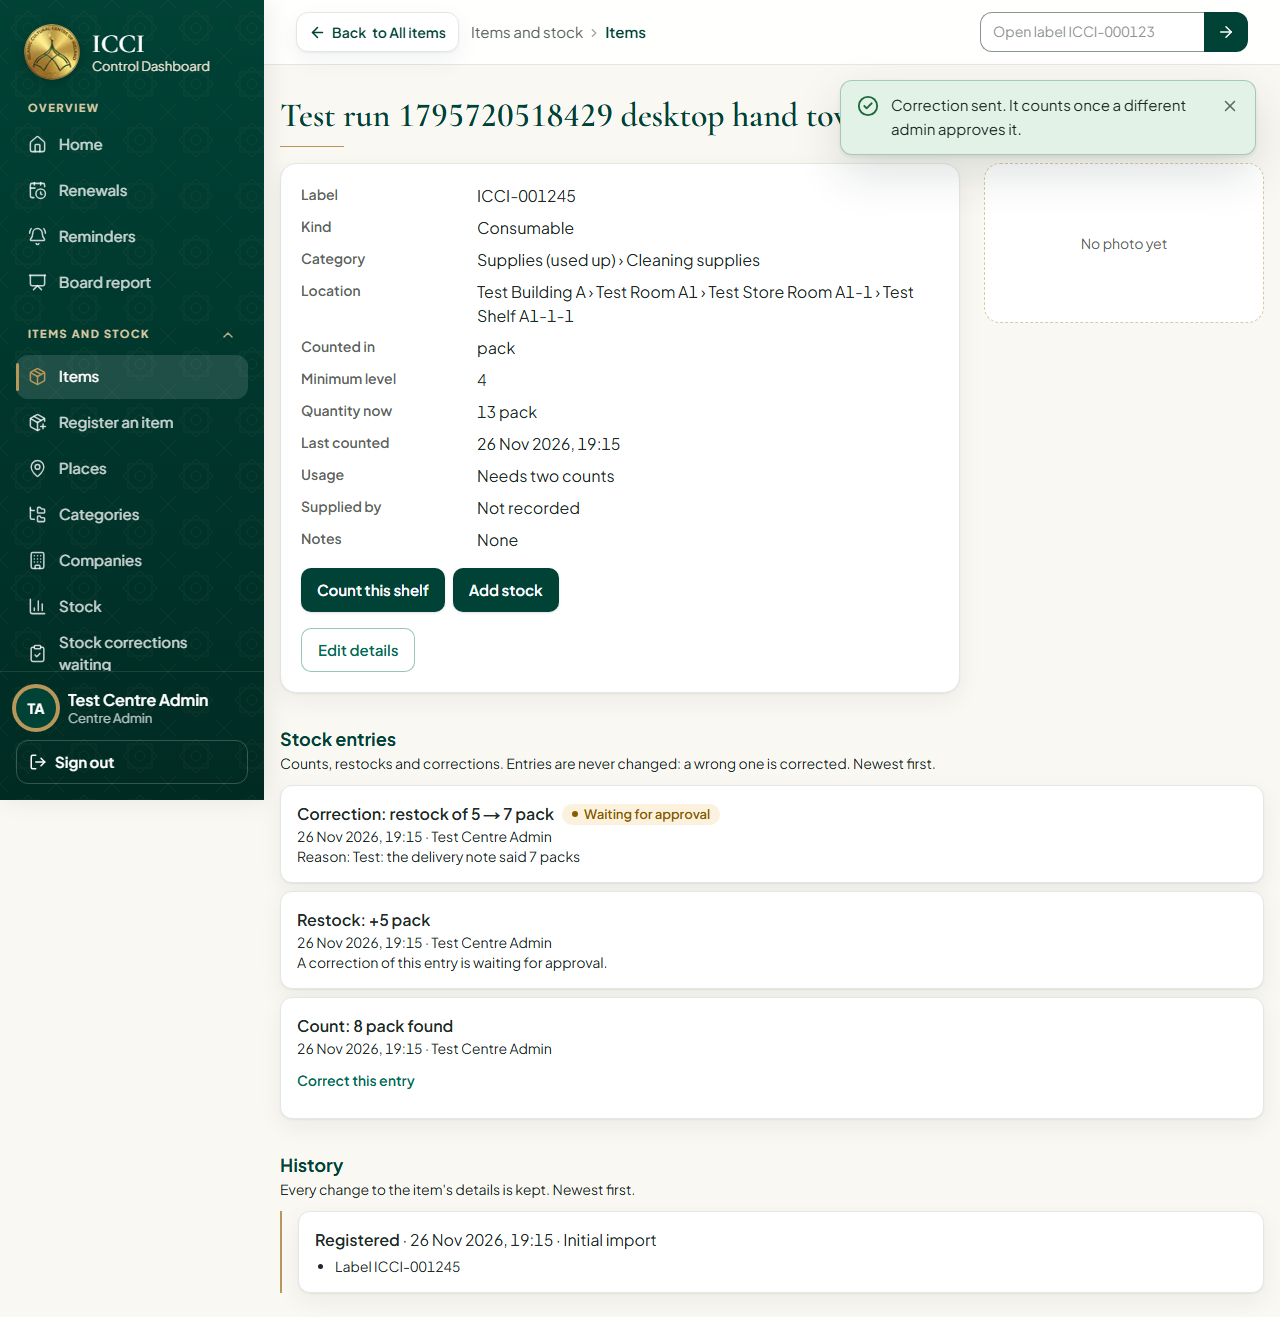 ICCI
Control Dashboard
OVERVIEW
Home
Renewals
Reminders
Board report
ITEMS AND STOCK
Items
Register an item
Places
Categories
Companies
Stock
Stock corrections
waiting
TA
Test Centre Admin
Centre Admin
Sign out
Back to All items
Items and stock > Items
Open label ICCI-000123
Correction sent. It counts once a different
admin approves it.
Test run 1795720518429 desktop hand
Label ICCI-001245
Kind Consumable
Category Supplies (used up) › Cleaning supplies
Location Test Building A › Test Room A1 › Test Store Room A1-1 › Test
Shelf A1-1-1
Counted in pack
Minimum level 4
Quantity now 13 pack
Last counted 26 Nov 2026, 19:15
Usage Needs two counts
Supplied by Not recorded
Notes None
Count this shelf
Add stock
Edit details
No photo yet
Stock entries
Counts, restocks and corrections. Entries are never changed: a wrong one is corrected. Newest first.
Correction: restock of 5 → 7 pack • Waiting for approval
26 Nov 2026, 19:15 · Test Centre Admin
Reason: Test: the delivery note said 7 packs
Restock: +5 pack
26 Nov 2026, 19:15 · Test Centre Admin
A correction of this entry is waiting for approval.
Count: 8 pack found
26 Nov 2026, 19:15 · Test Centre Admin
Correct this entry
History
Every change to the item's details is kept. Newest first.
Registered · 26 Nov 2026, 19:15 · Initial import
• Label ICCI-001245